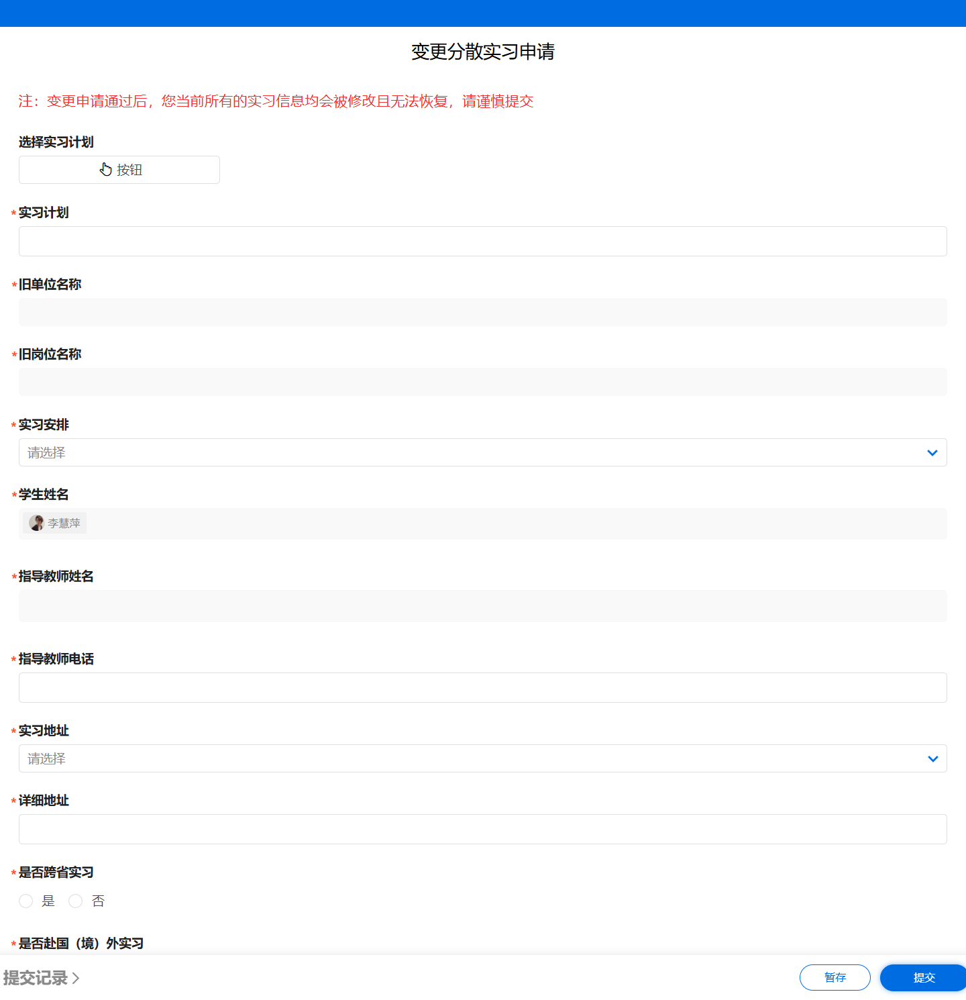 变更分散实习申请
注：变更申请通过后，您当前所有的实习信息均会被修改且无法恢复，请谨慎提交
选择实习计划
按钮
*实习计划
*旧单位名称
*旧岗位名称
*实习安排
请选择
*学生姓名
李慧萍
*指导教师姓名
*指导教师电话
*实习地址
请选择
*详细地址
*是否跨省实习
是 否
*是否赴国（境）外实习
提交记录
暂存 提交